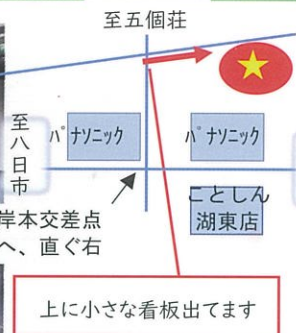 至五個荘
至八日市
パナソニック
パナソニック
ことしん
湖東店
岸本交差点
へ、直ぐ右
上に小さな看板出てます